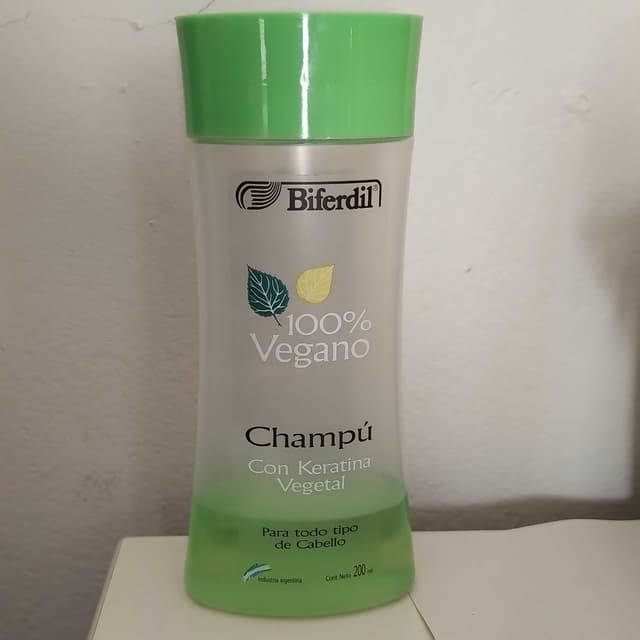 Biferdil®
100%
Vegano
Champú
Con Keratina
Vegetal
Para todo tipo
de Cabello
Industria argentina
Cont. Neto 200 ml